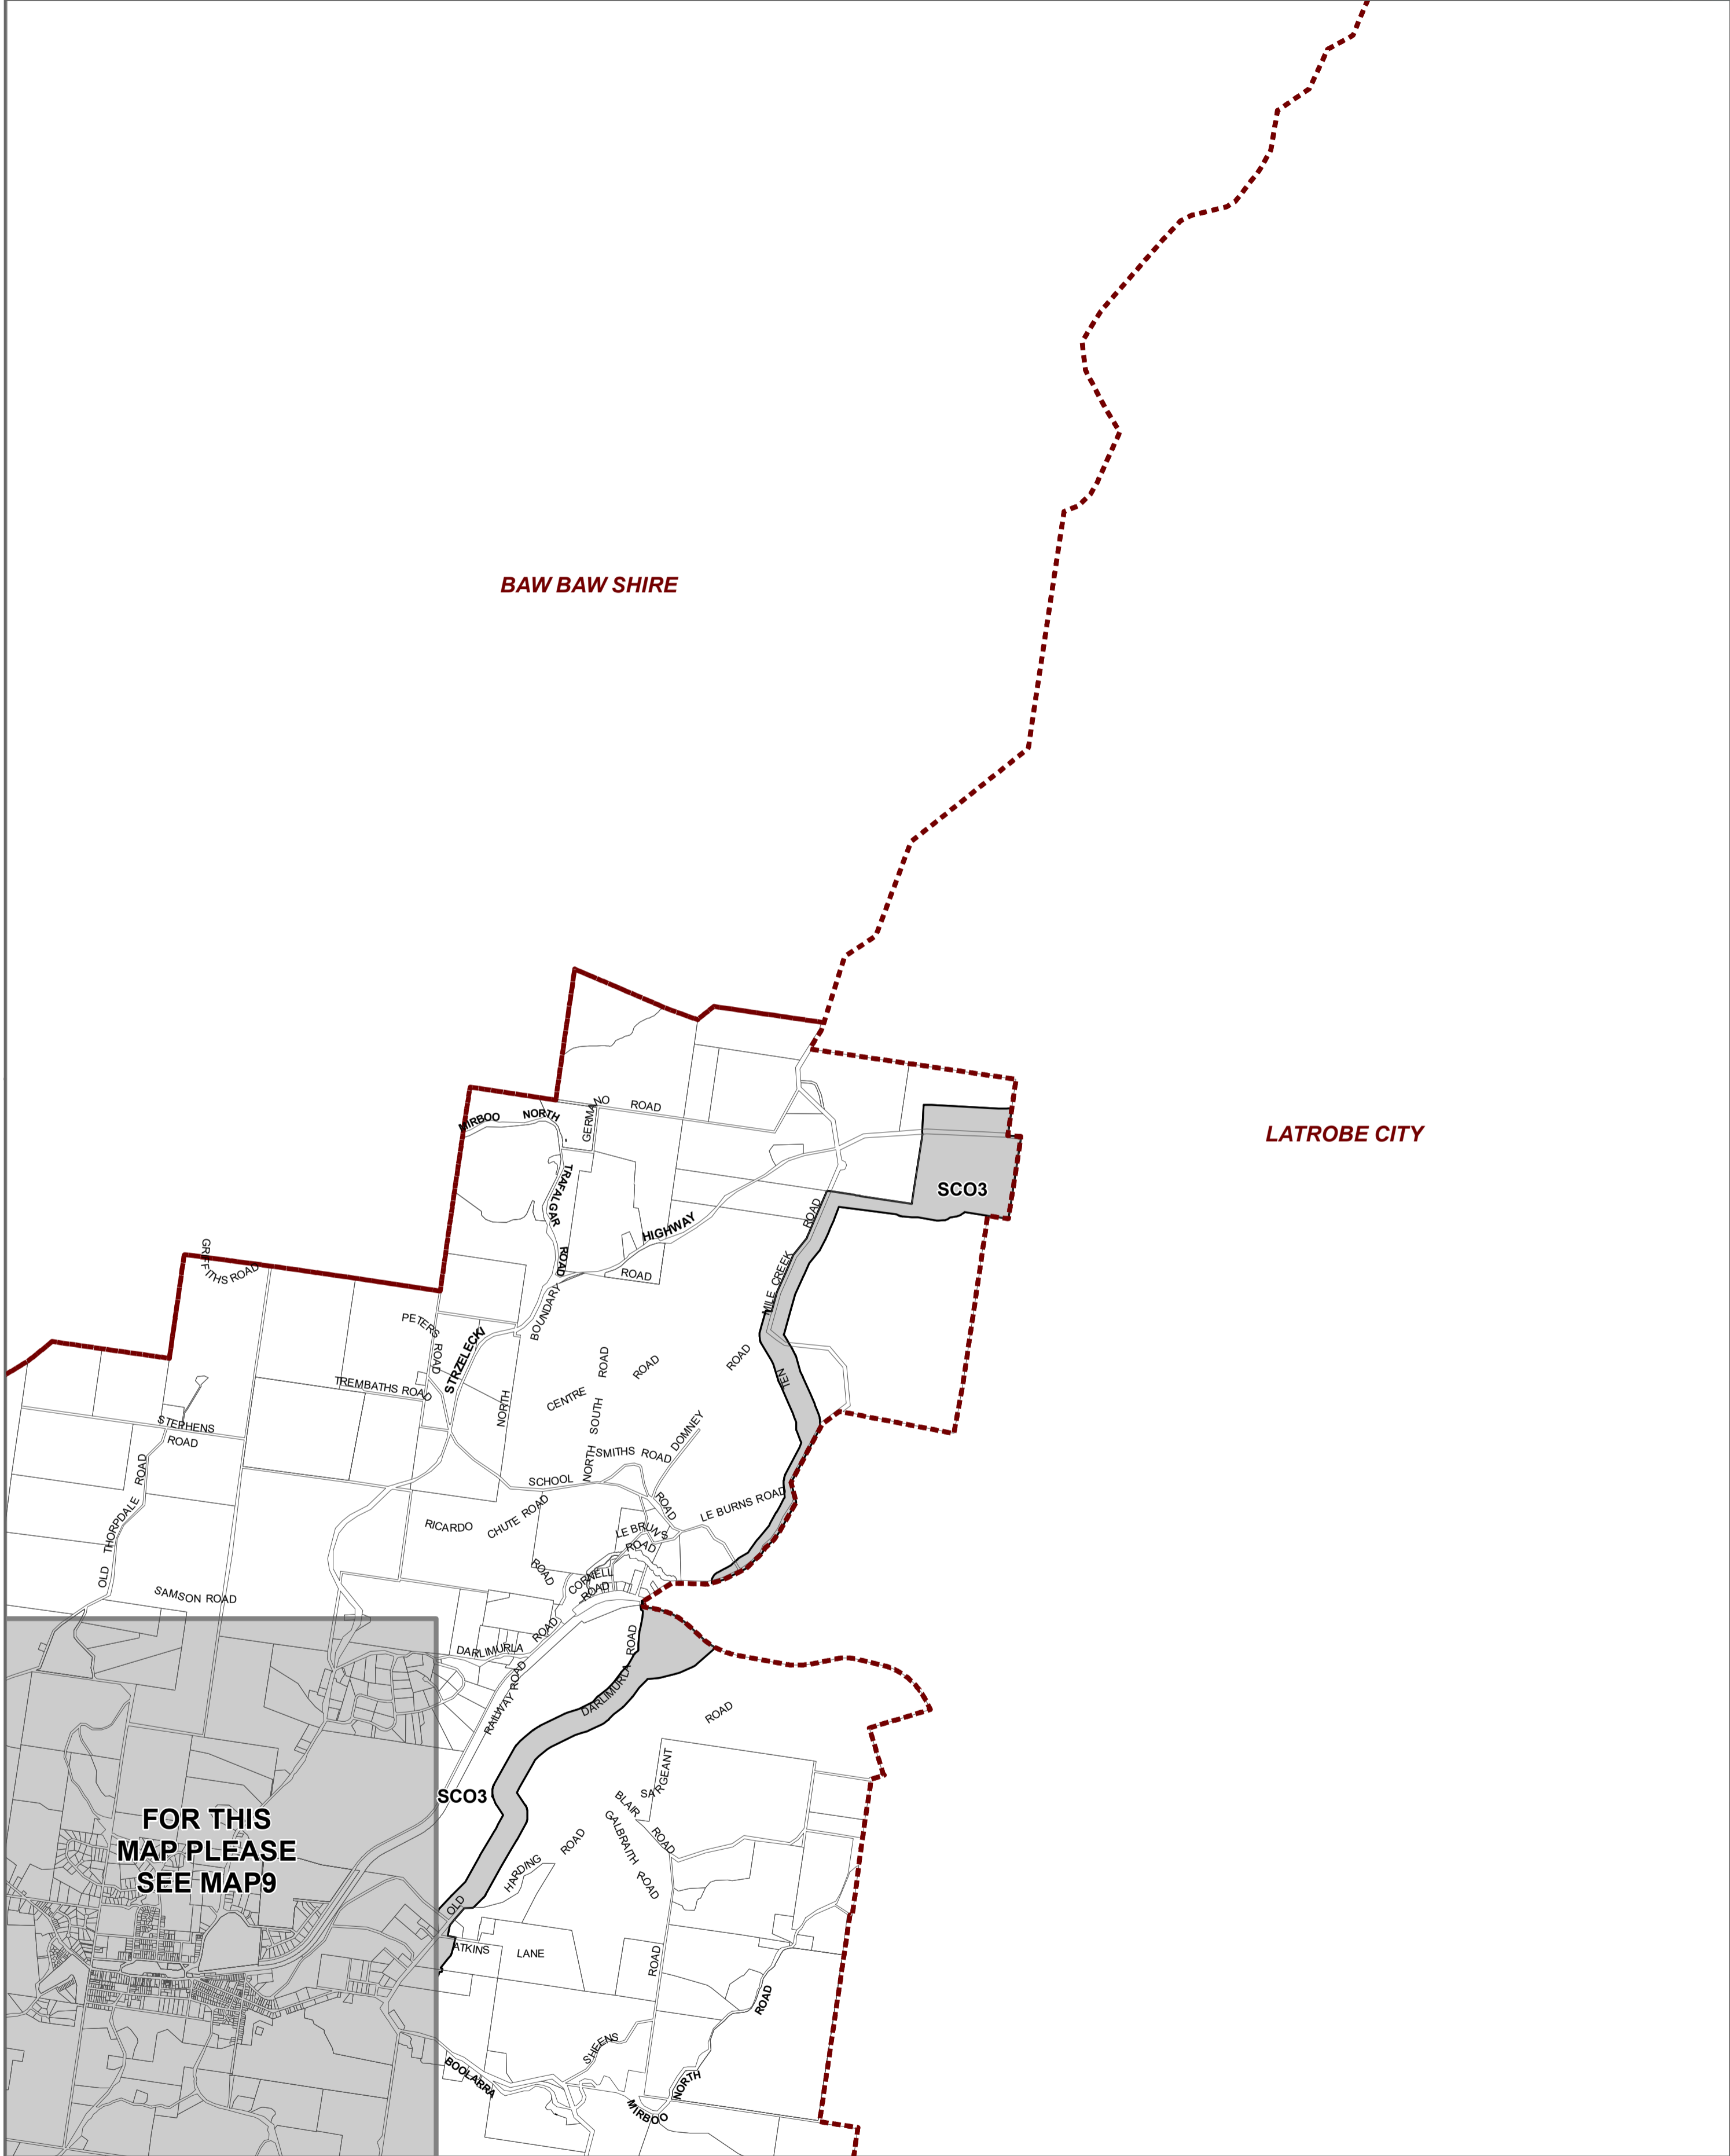 BAW BAW SHIRE
LATROBE CITY
MIRBOO NORTH - TRAFALGAR ROAD
GERMANO ROAD
SCO3
HIGHWAY
ROAD
GRIFFITHS ROAD
TEN MILE CREEK ROAD
BOUNDARY
PETERS ROAD
STRZELECKI
TREMBATHS ROAD
NORTH
CENTRE ROAD
NORTH SOUTH ROAD
ROAD
STEPHENS ROAD
SMITHS ROAD
DOMNEY
SCHOOL ROAD
OLD THORPDALE ROAD
RICARDO
CHUTE ROAD
LE BURNS ROAD
LE BRUNS ROAD
ROAD
CORNELL ROAD
SAMSON ROAD
DARLIMURLA ROAD
RAILWAY ROAD
OLD DARLIMURLA ROAD
ROAD
SARGEANT
BLAIR ROAD
SCO3
FOR THIS
MAP PLEASE
SEE MAP9
GALBRAITH ROAD
HARDING ROAD
ATKINS LANE
ROAD
SHEENS
BOOLARRA
MIRBOO NORTH ROAD